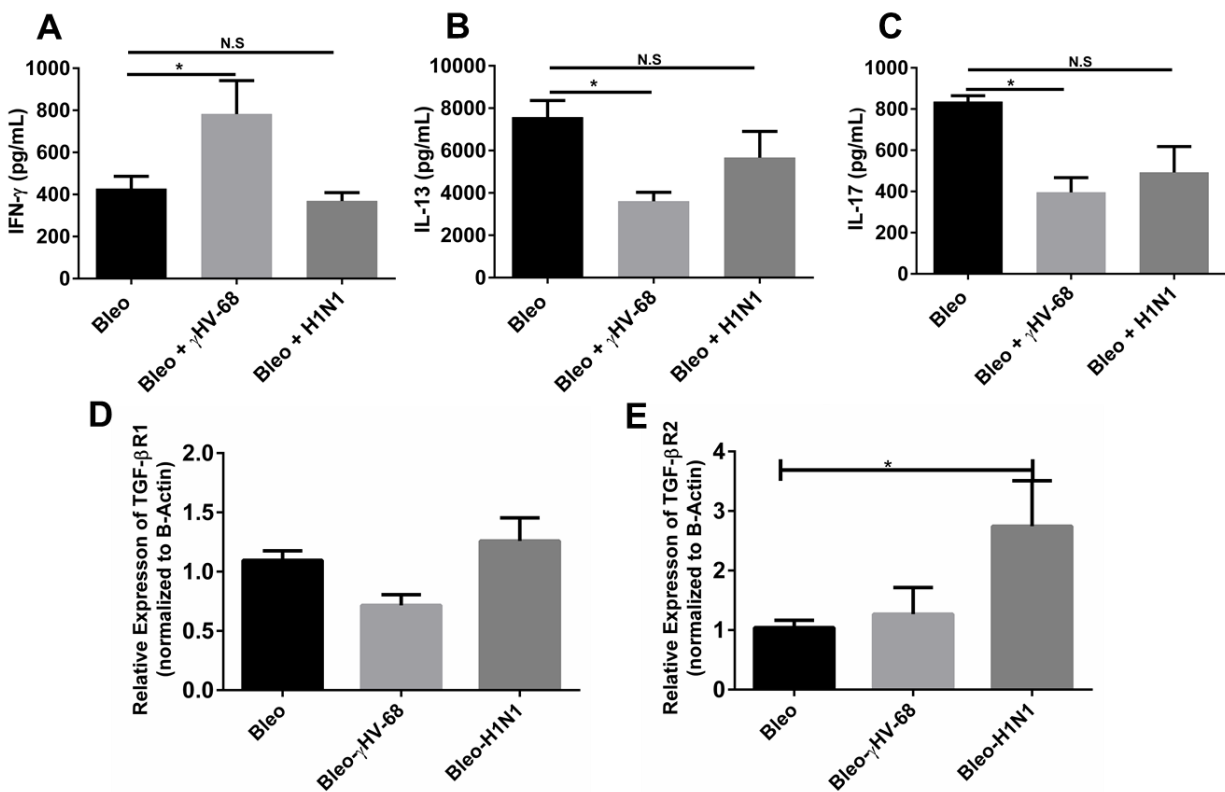 A
N.S
*
IFN-γ (pg/mL)
1000
800
600
400
200
0
Bleo
Bleo + γHV-68
Bleo + H1N1
B
N.S
*
IL-13 (pg/mL)
10000
8000
6000
4000
2000
0
Bleo
Bleo + γHV-68
Bleo + H1N1
C
N.S
*
IL-17 (pg/mL)
1000
800
600
400
200
0
Bleo
Bleo + γHV-68
Bleo + H1N1
D
Relative Expresson of TGF-βR1
(normalized to B-Actin)
2.0
1.5
1.0
0.5
0.0
Bleo
Bleo-γHV-68
Bleo-H1N1
E
Relative Expresson of TGF-βR2
(normalized to B-Actin)
*
4
3
2
1
0
Bleo
Bleo-γHV-68
Bleo-H1N1